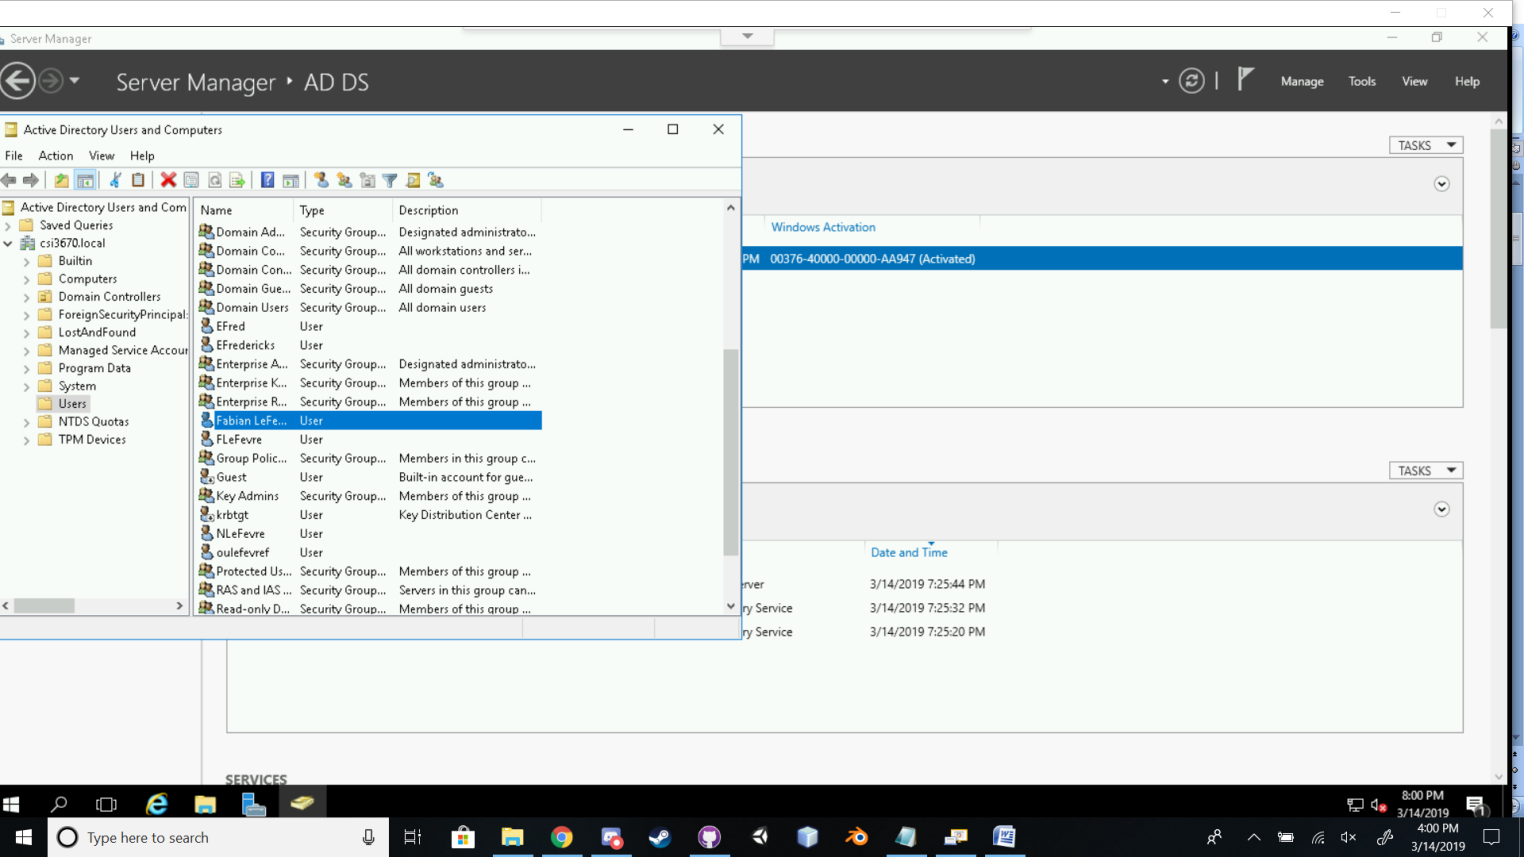 Server Manager
Server Manager ‣ AD DS
Manage Tools View Help
Active Directory Users and Computers
TASKS
File Action View Help
Active Directory Users and Com
Saved Queries
csi3670.local
Builtin
Computers
Domain Controllers
ForeignSecurityPrincipal:
LostAndFound
Managed Service Accour
Program Data
System
Users
NTDS Quotas
TPM Devices
Name Type Description
Domain Ad... Security Group... Designated administrato...
Domain Co... Security Group... All workstations and ser...
Domain Con... Security Group... All domain controllers i...
Domain Gue... Security Group... All domain guests
Domain Users Security Group... All domain users
EFred User
EFredericks User
Enterprise A... Security Group... Designated administrato...
Enterprise K... Security Group... Members of this group ...
Enterprise R... Security Group... Members of this group ...
Fabian LeFe... User
FLeFevre User
Group Polic... Security Group... Members in this group c...
Guest User Built-in account for gue...
Key Admins Security Group... Members of this group ...
krbtgt User Key Distribution Center ...
NLeFevre User
oulefevref User
Protected Us... Security Group... Members of this group ...
RAS and IAS ... Security Group... Servers in this group can...
Read-only D... Security Group... Members of this group ...
Windows Activation
PM 00376-40000-00000-AA947 (Activated)
TASKS
Date and Time
erver 3/14/2019 7:25:44 PM
ry Service 3/14/2019 7:25:32 PM
ry Service 3/14/2019 7:25:20 PM
SERVICES
8:00 PM
3/14/2019
1
Type here to search
4:00 PM
3/14/2019